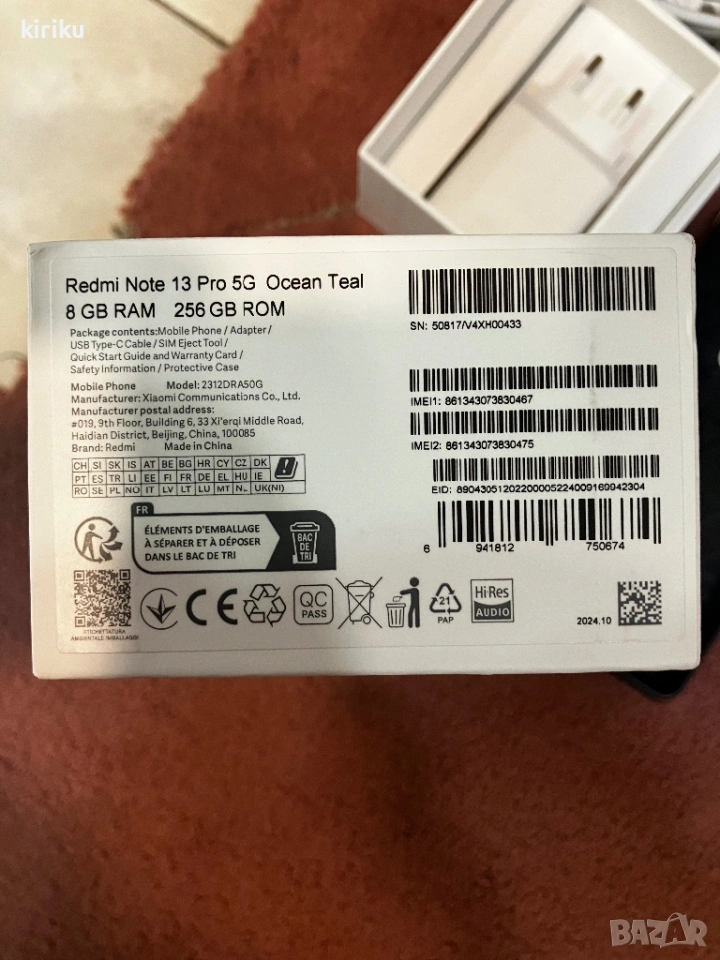 kiriku
Redmi Note 13 Pro 5G Ocean Teal
8 GB RAM 256 GB ROM
Package contents:Mobile Phone / Adapter/
USB Type-C Cable / SIM Eject Tool /
Quick Start Guide and Warranty Card /
Safety Information / Protective Case
Mobile Phone Model: 2312DRA50G
Manufacturer: Xiaomi Communications Co., Ltd.
Manufacturer postal address:
#019, 9th Floor, Building 6, 33 Xi'erqi Middle Road,
Haidian District, Beijing, China, 100085
Brand: Redmi Made in China
CH SI SK IS AT BE BG HR CY CZ DK
PT ES TR LI EE FI FR DE EL HU IE
RO SE PL NO IT LV LT LU MT NL UK(NI)
SN: 50817/V4XH00433
IMEI1: 861343073830467
IMEI2: 861343073830475
EID: 89043051202200005224009169942304
6 941812 750674
FR
ÉLÉMENTS D'EMBALLAGE
À SÉPARER ET À DÉPOSER
DANS LE BAC DE TRI
BAC
DE
TRI
ETICHETTATURA
AMBIENTALE IMBALLAGGI
CE
QC
PASS
21
PAP
Hi-Res
AUDIO
2024.10
BAZAR